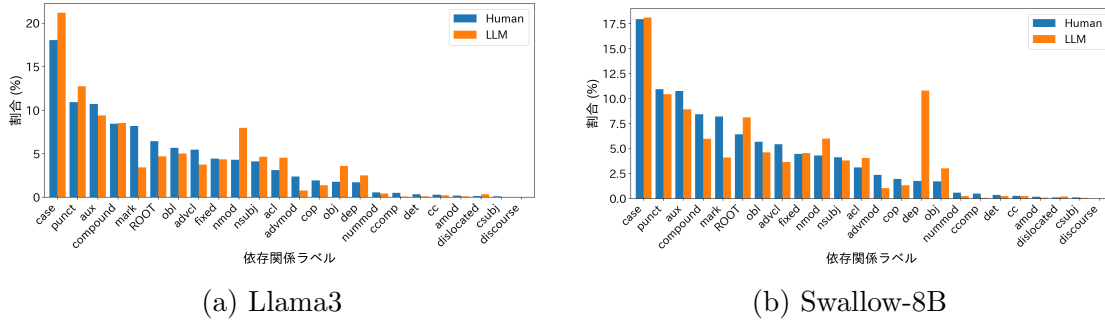 Human
LLM
割合 (%)
20
15
10
5
0
case
punct
aux
compound
mark
ROOT
obl
advcl
fixed
nmod
nsubj
acl
advmod
cop
obj
dep
nummod
ccomp
det
cc
amod
dislocated
csubj
discourse
依存関係ラベル
(a) Llama3
Human
LLM
割合 (%)
17.5
15.0
12.5
10.0
7.5
5.0
2.5
0.0
case
punct
aux
compound
mark
ROOT
obl
advcl
fixed
nmod
nsubj
acl
advmod
cop
dep
obj
nummod
ccomp
det
cc
amod
dislocated
csubj
discourse
依存関係ラベル
(b) Swallow-8B